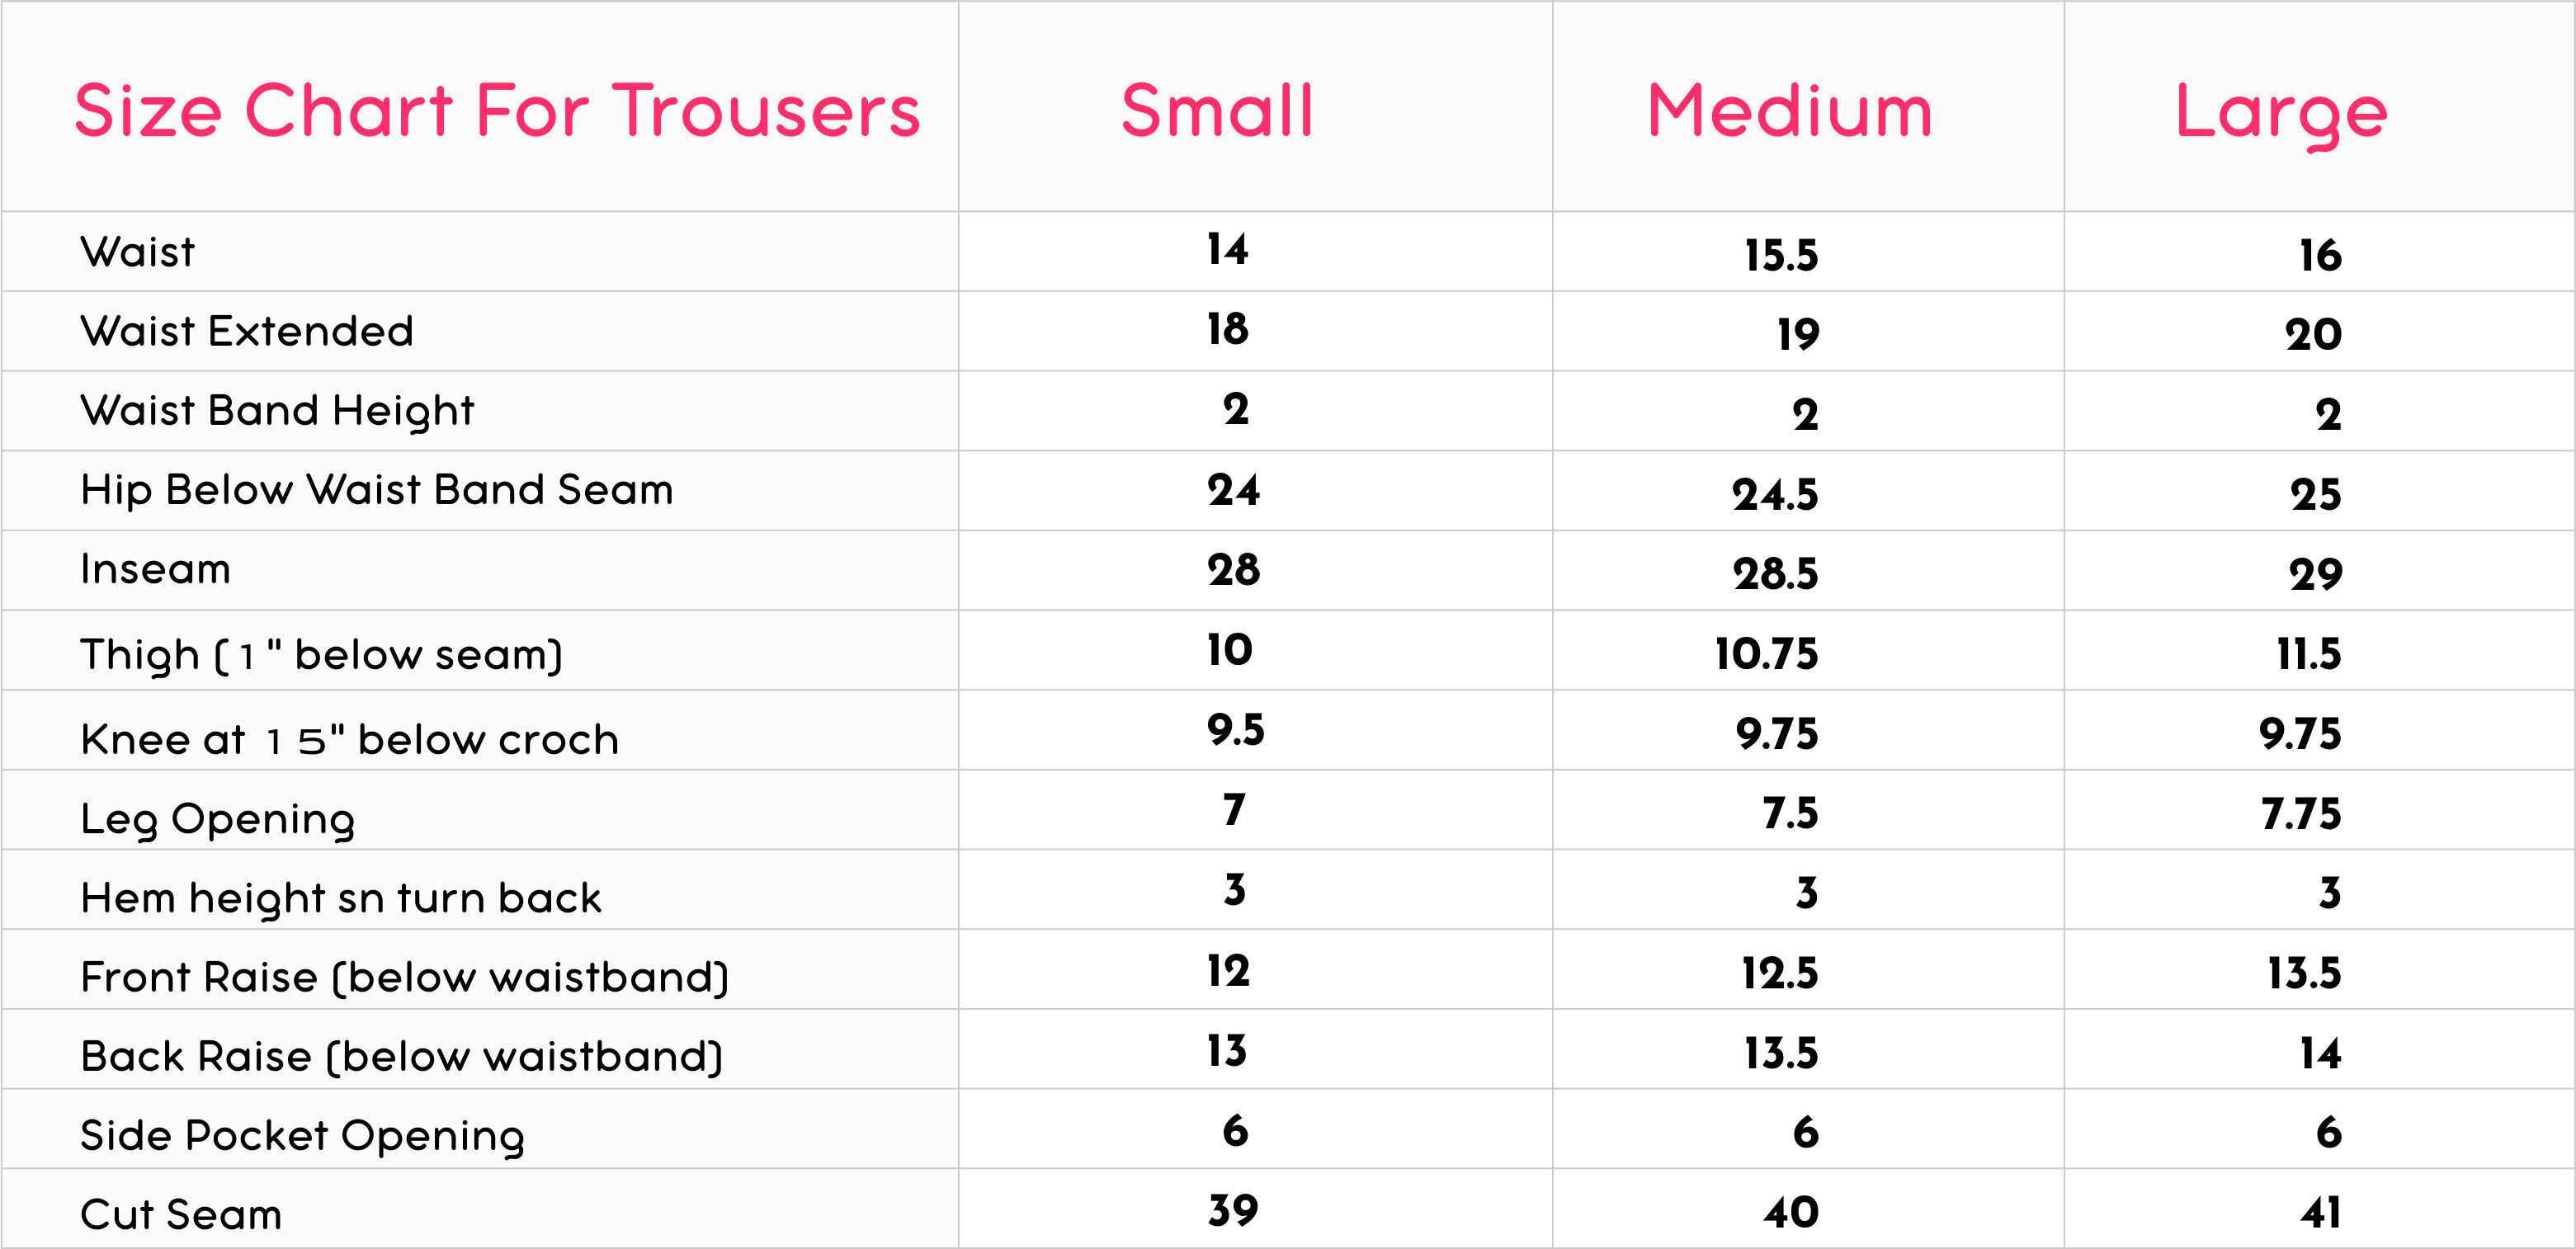 Size Chart For Trousers Small Medium Large
Waist 14 15.5 16
Waist Extended 18 19 20
Waist Band Height 2 2 2
Hip Below Waist Band Seam 24 24.5 25
Inseam 28 28.5 29
Thigh (1" below seam) 10 10.75 11.5
Knee at 15" below croch 9.5 9.75 9.75
Leg Opening 7 7.5 7.75
Hem height sn turn back 3 3 3
Front Raise (below waistband) 12 12.5 13.5
Back Raise (below waistband) 13 13.5 14
Side Pocket Opening 6 6 6
Cut Seam 39 40 41